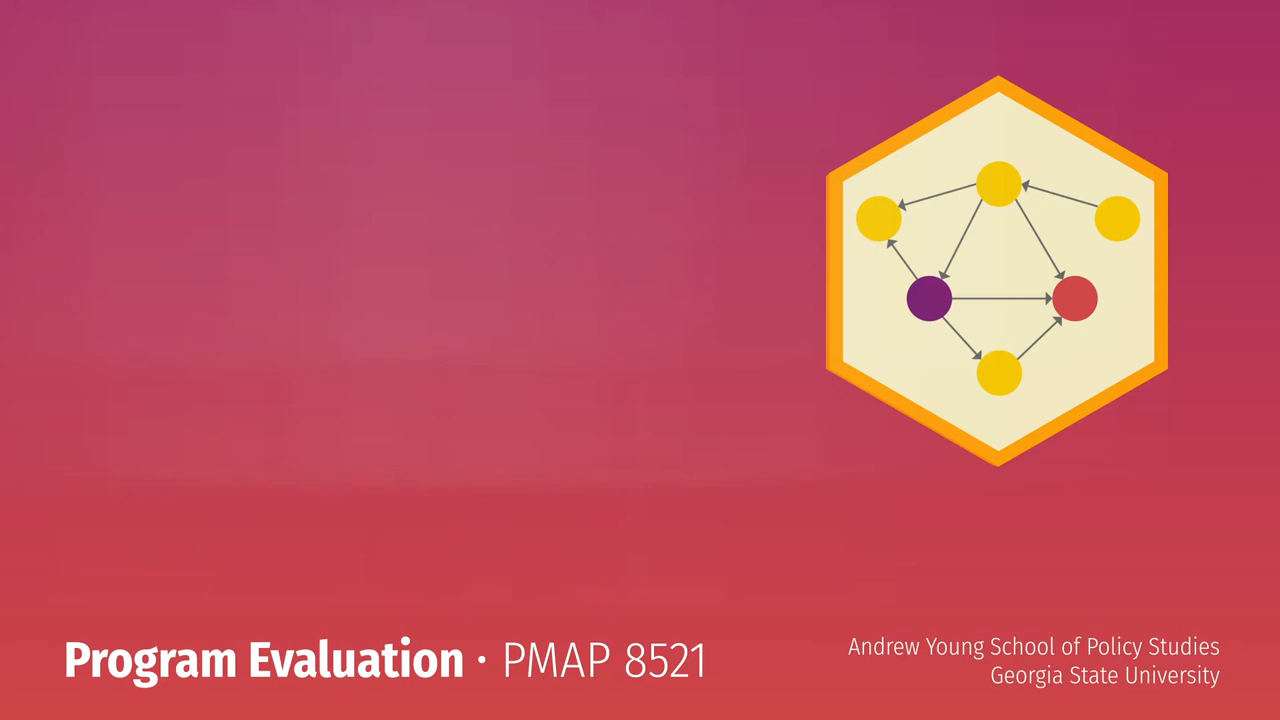 Program Evaluation · PMAP 8521
Andrew Young School of Policy Studies
Georgia State University